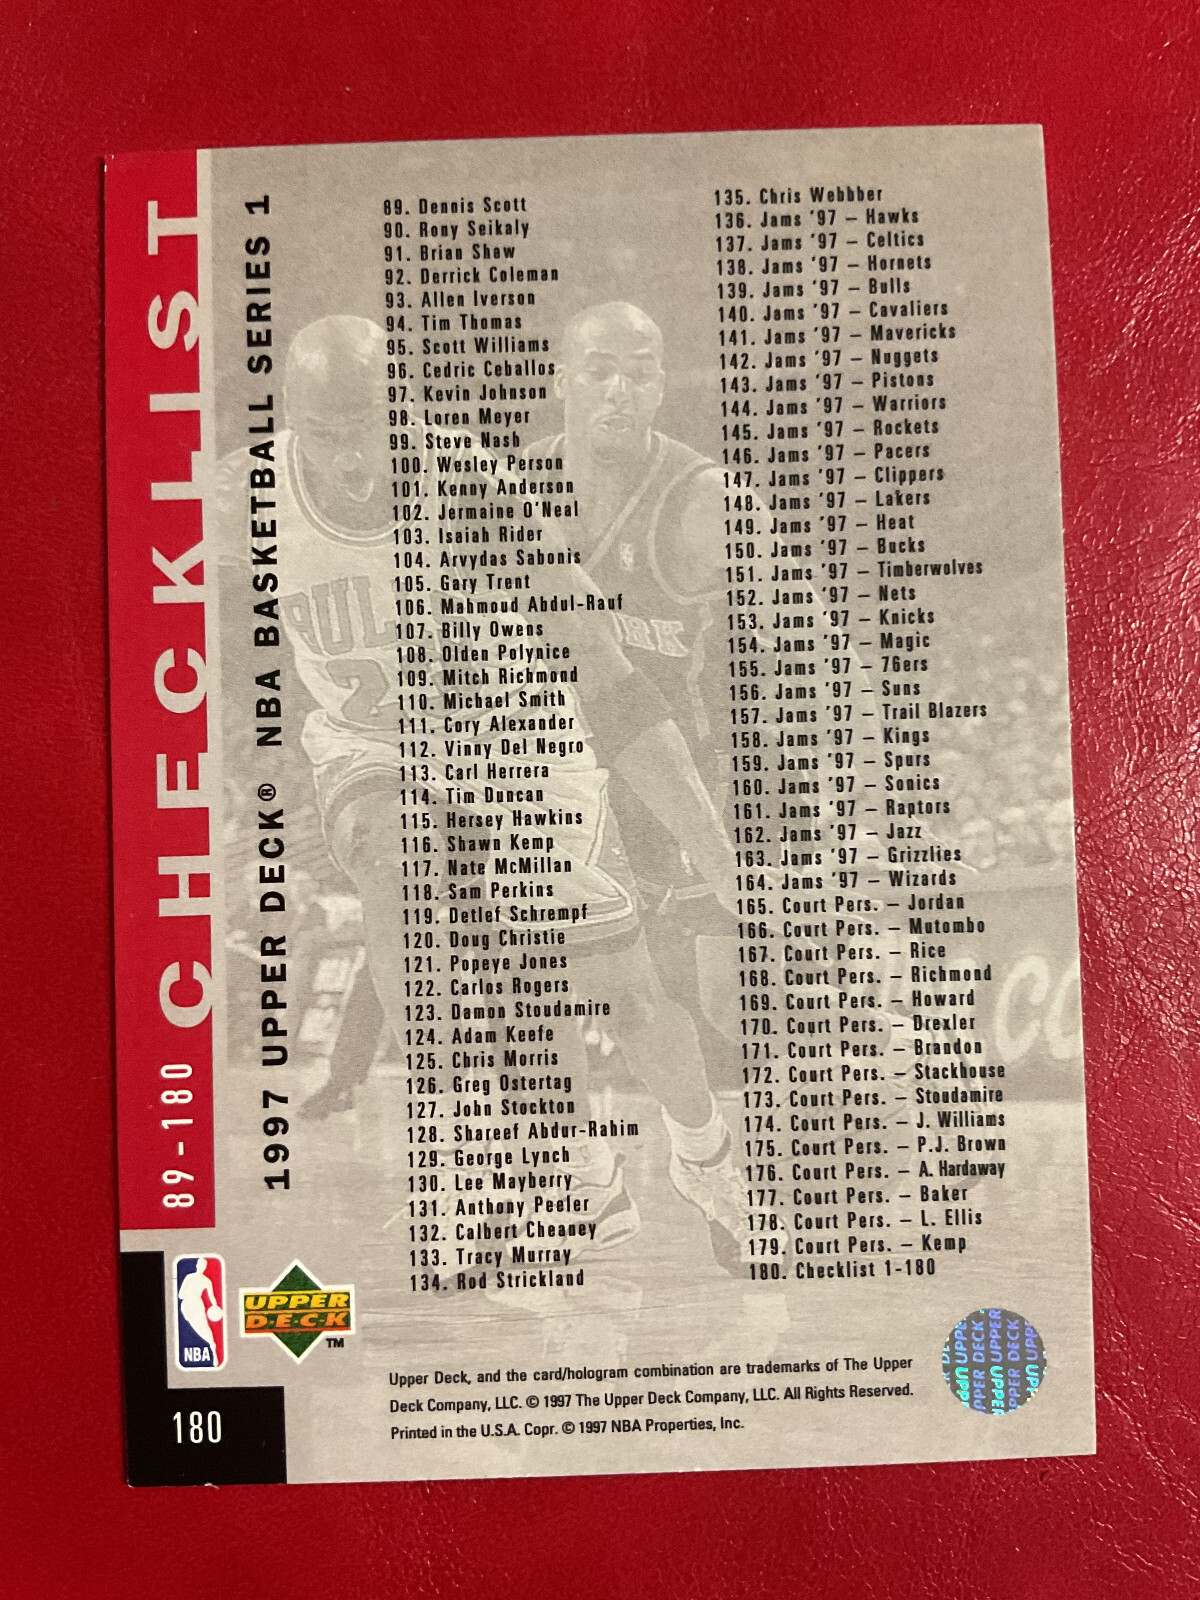 CHECKLIST
89-180
1997 UPPER DECK® NBA BASKETBALL SERIES 1
89. Dennis Scott
90. Rony Seikaly
91. Brian Shaw
92. Derrick Coleman
93. Allen Iverson
94. Tim Thomas
95. Scott Williams
96. Cedric Ceballos
97. Kevin Johnson
98. Loren Meyer
99. Steve Nash
100. Wesley Person
101. Kenny Anderson
102. Jermaine O'Neal
103. Isaiah Rider
104. Arvydas Sabonis
105. Gary Trent
106. Mahmoud Abdul-Rauf
107. Billy Owens
108. Olden Polynice
109. Mitch Richmond
110. Michael Smith
111. Cory Alexander
112. Vinny Del Negro
113. Carl Herrera
114. Tim Duncan
115. Hersey Hawkins
116. Shawn Kemp
117. Nate McMillan
118. Sam Perkins
119. Detlef Schrempf
120. Doug Christie
121. Popeye Jones
122. Carlos Rogers
123. Damon Stoudamire
124. Adam Keefe
125. Chris Morris
126. Greg Ostertag
127. John Stockton
128. Shareef Abdur-Rahim
129. George Lynch
130. Lee Mayberry
131. Anthony Peeler
132. Calbert Cheaney
133. Tracy Murray
134. Rod Strickland
135. Chris Webbber
136. Jams '97 – Hawks
137. Jams '97 – Celtics
138. Jams '97 – Hornets
139. Jams '97 – Bulls
140. Jams '97 – Cavaliers
141. Jams '97 – Mavericks
142. Jams '97 – Nuggets
143. Jams '97 – Pistons
144. Jams '97 – Warriors
145. Jams '97 – Rockets
146. Jams '97 – Pacers
147. Jams '97 – Clippers
148. Jams '97 – Lakers
149. Jams '97 – Heat
150. Jams '97 – Bucks
151. Jams '97 – Timberwolves
152. Jams '97 – Nets
153. Jams '97 – Knicks
154. Jams '97 – Magic
155. Jams '97 – 76ers
156. Jams '97 – Suns
157. Jams '97 – Trail Blazers
158. Jams '97 – Kings
159. Jams '97 – Spurs
160. Jams '97 – Sonics
161. Jams '97 – Raptors
162. Jams '97 – Jazz
163. Jams '97 – Grizzlies
164. Jams '97 – Wizards
165. Court Pers. – Jordan
166. Court Pers. – Mutombo
167. Court Pers. – Rice
168. Court Pers. – Richmond
169. Court Pers. – Howard
170. Court Pers. – Drexler
171. Court Pers. – Brandon
172. Court Pers. – Stackhouse
173. Court Pers. – Stoudamire
174. Court Pers. – J. Williams
175. Court Pers. – P.J. Brown
176. Court Pers. – A. Hardaway
177. Court Pers. – Baker
178. Court Pers. – L. Ellis
179. Court Pers. – Kemp
180. Checklist 1-180
NBA
UPPER
D·E·C·K
TM
180
Upper Deck, and the card/hologram combination are trademarks of The Upper
Deck Company, LLC. © 1997 The Upper Deck Company, LLC. All Rights Reserved.
Printed in the U.S.A. Copr. © 1997 NBA Properties, Inc.
UPPER DECK